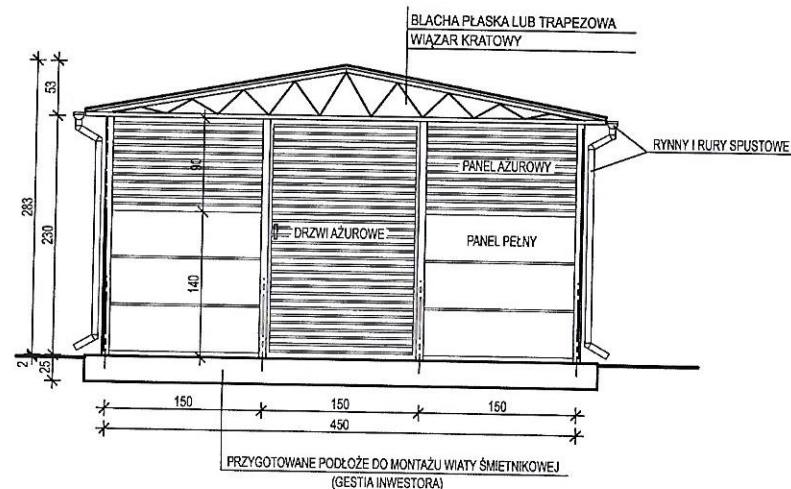 BLACHA PŁASKA LUB TRAPEZOWA
WIĄZAR KRATOWY
53
RYNNY I RURY SPUSTOWE
PANEL AŻUROWY
90
283
230
DRZWI AŻUROWE
PANEL PEŁNY
140
2
25
150
150
150
450
PRZYGOTOWANE PODŁOŻE DO MONTAŻU WIATY ŚMIETNIKOWEJ
(GESTIA INWESTORA)